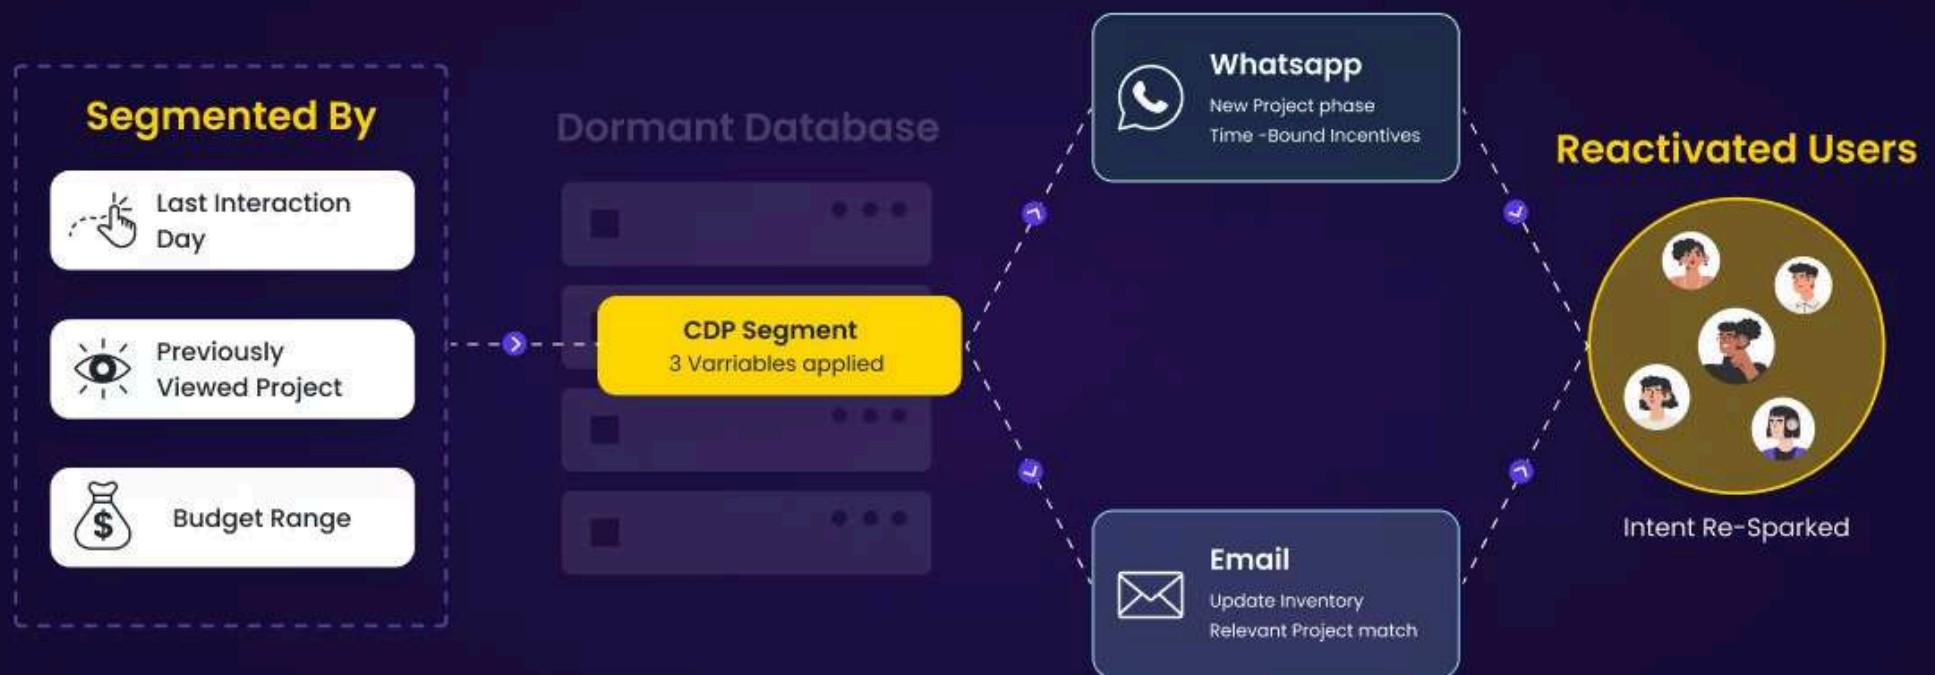 Segmented By
Last Interaction
Day
Previously
Viewed Project
$
Budget Range
Dormant Database
CDP Segment
3 Varriables applied
Whatsapp
New Project phase
Time -Bound Incentives
Email
Update Inventory
Relevant Project match
Reactivated Users
Intent Re-Sparked